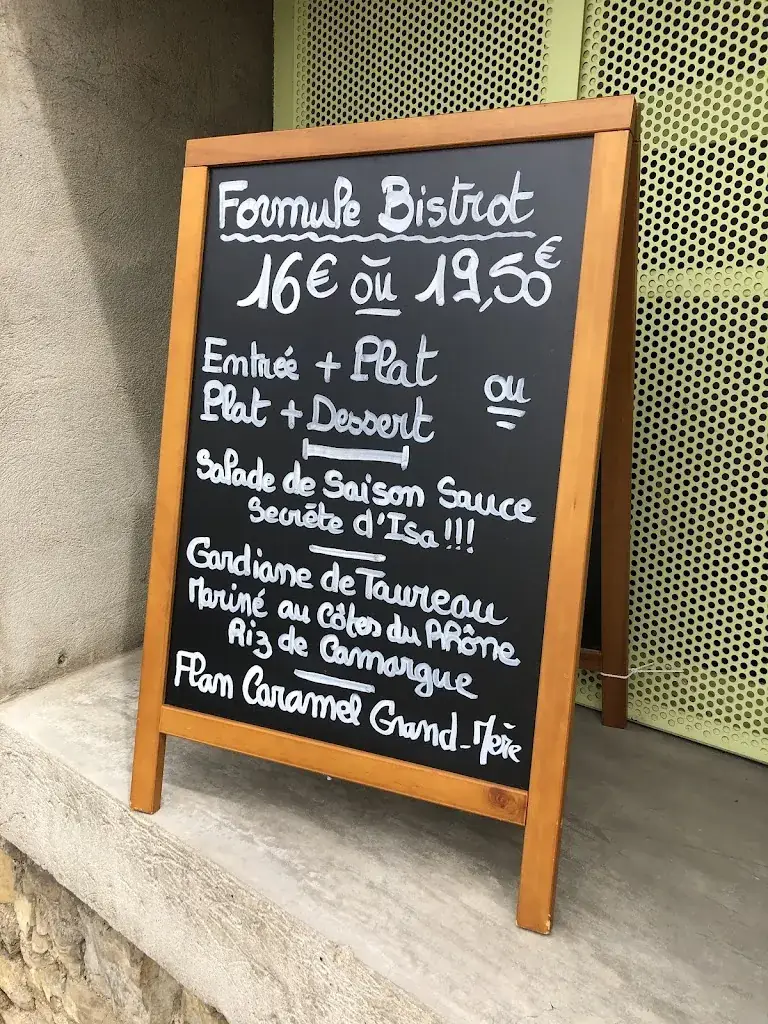 Formule Bistrot
16€ ou 19,50€
Entrée + Plat ou
Plat + Dessert
Salade de Saison Sauce
Secrète d'Isa !!!
Gardiane de Taureau
Mariné au Côtes du Rhône
Riz de Camargue
Flan Caramel Grand-Mère